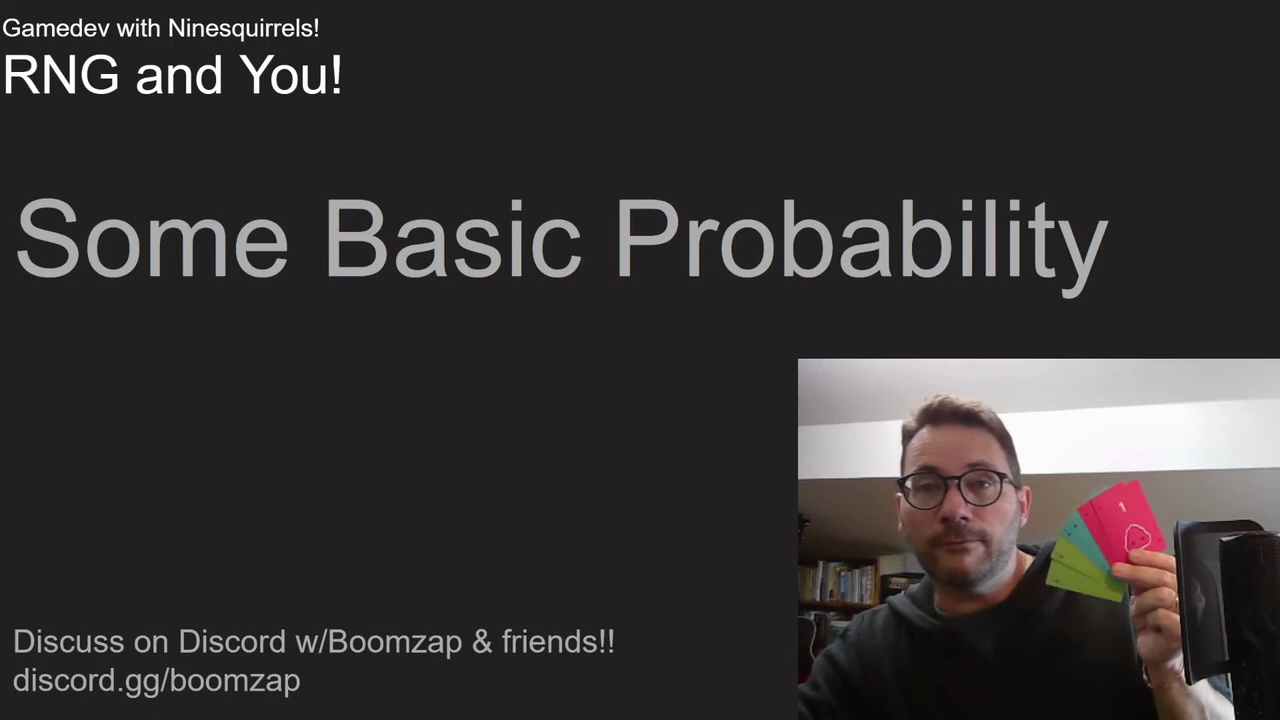 Gamedev with Ninesquirrels!
RNG and You!
Some Basic Probability
Discuss on Discord w/Boomzap & friends!!
discord.gg/boomzap